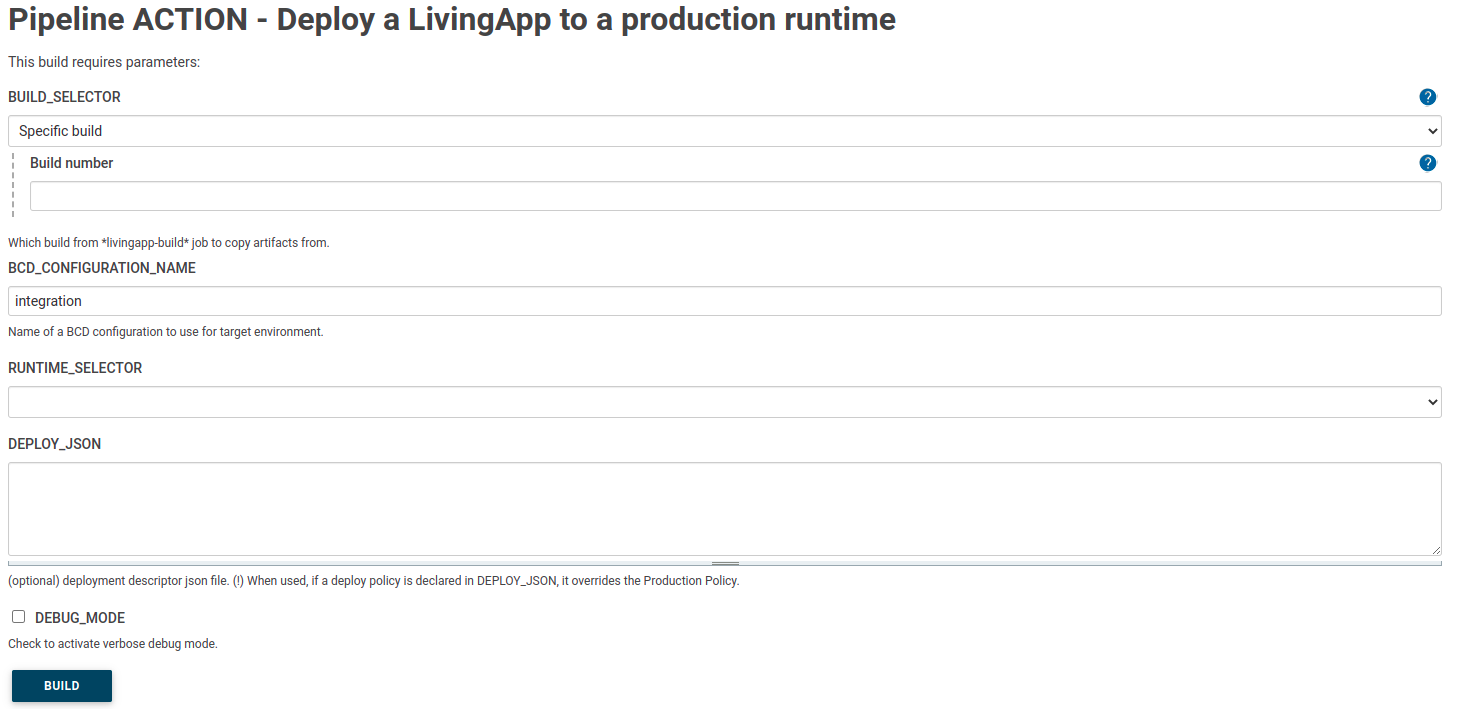 Pipeline ACTION - Deploy a LivingApp to a production runtime
This build requires parameters:
BUILD_SELECTOR
?
Specific build
Build number
?
Which build from *livingapp-build* job to copy artifacts from.
BCD_CONFIGURATION_NAME
integration
Name of a BCD configuration to use for target environment.
RUNTIME_SELECTOR
DEPLOY_JSON
(optional) deployment descriptor json file. (!) When used, if a deploy policy is declared in DEPLOY_JSON, it overrides the Production Policy.
DEBUG_MODE
Check to activate verbose debug mode.
BUILD